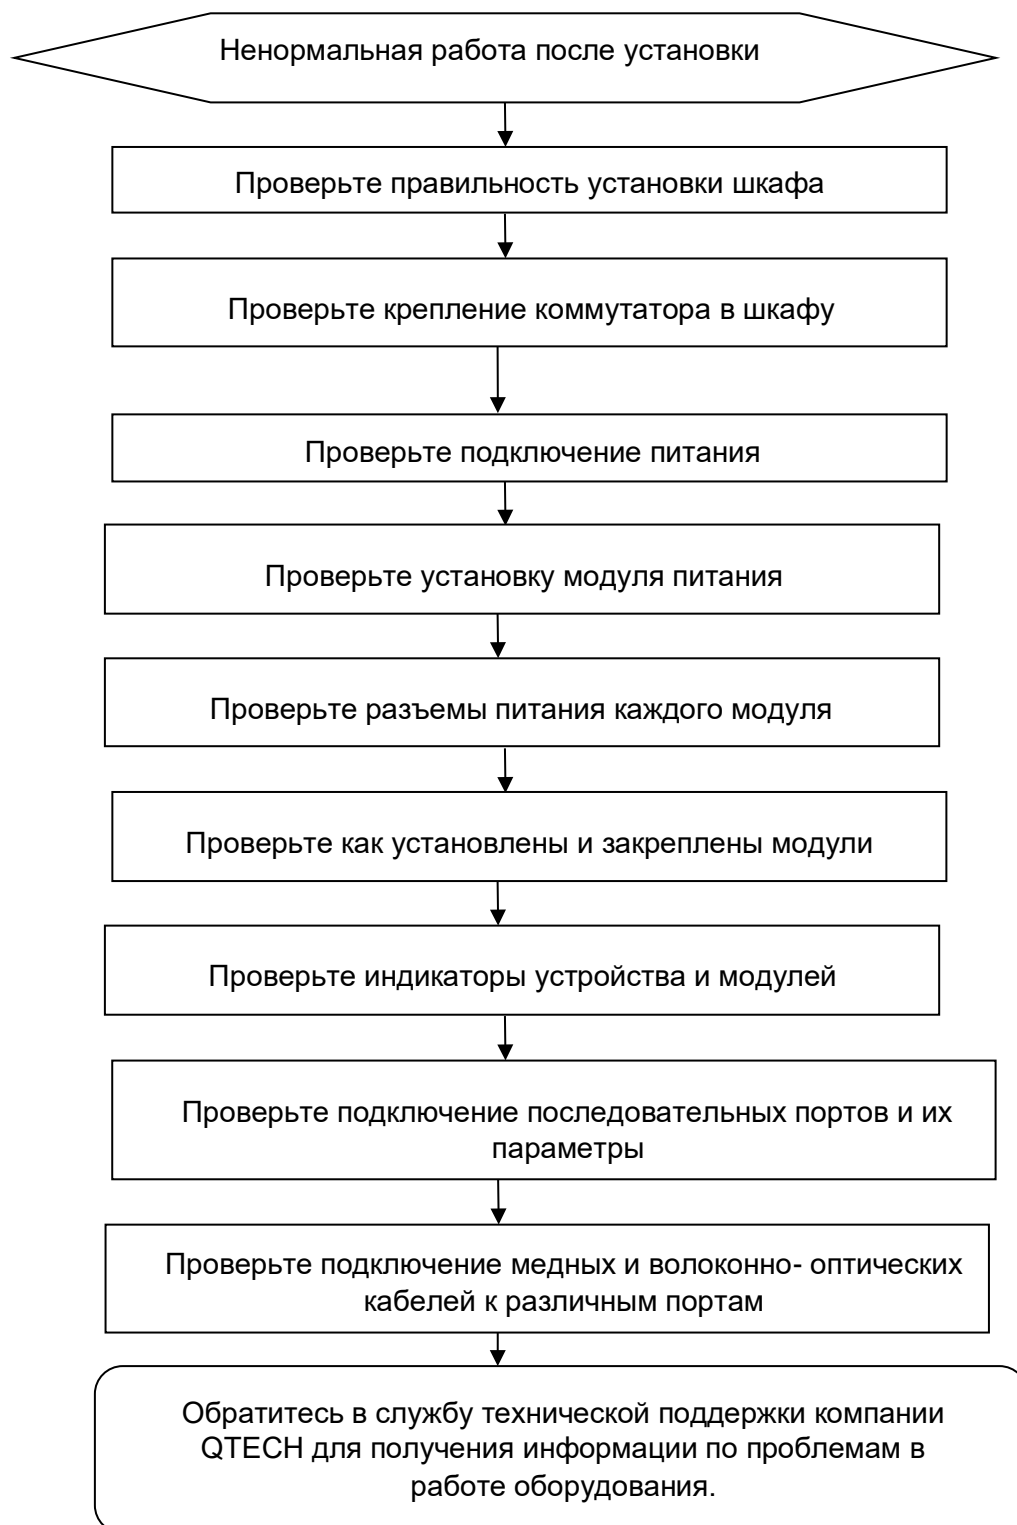 Ненормальная работа после установки
Проверьте правильность установки шкафа
Проверьте крепление коммутатора в шкафу
Проверьте подключение питания
Проверьте установку модуля питания
Проверьте разъемы питания каждого модуля
Проверьте как установлены и закреплены модули
Проверьте индикаторы устройства и модулей
Проверьте подключение последовательных портов и их
параметры
Проверьте подключение медных и волоконно- оптических
кабелей к различным портам
Обратитесь в службу технической поддержки компании
QTECH для получения информации по проблемам в
работе оборудования.